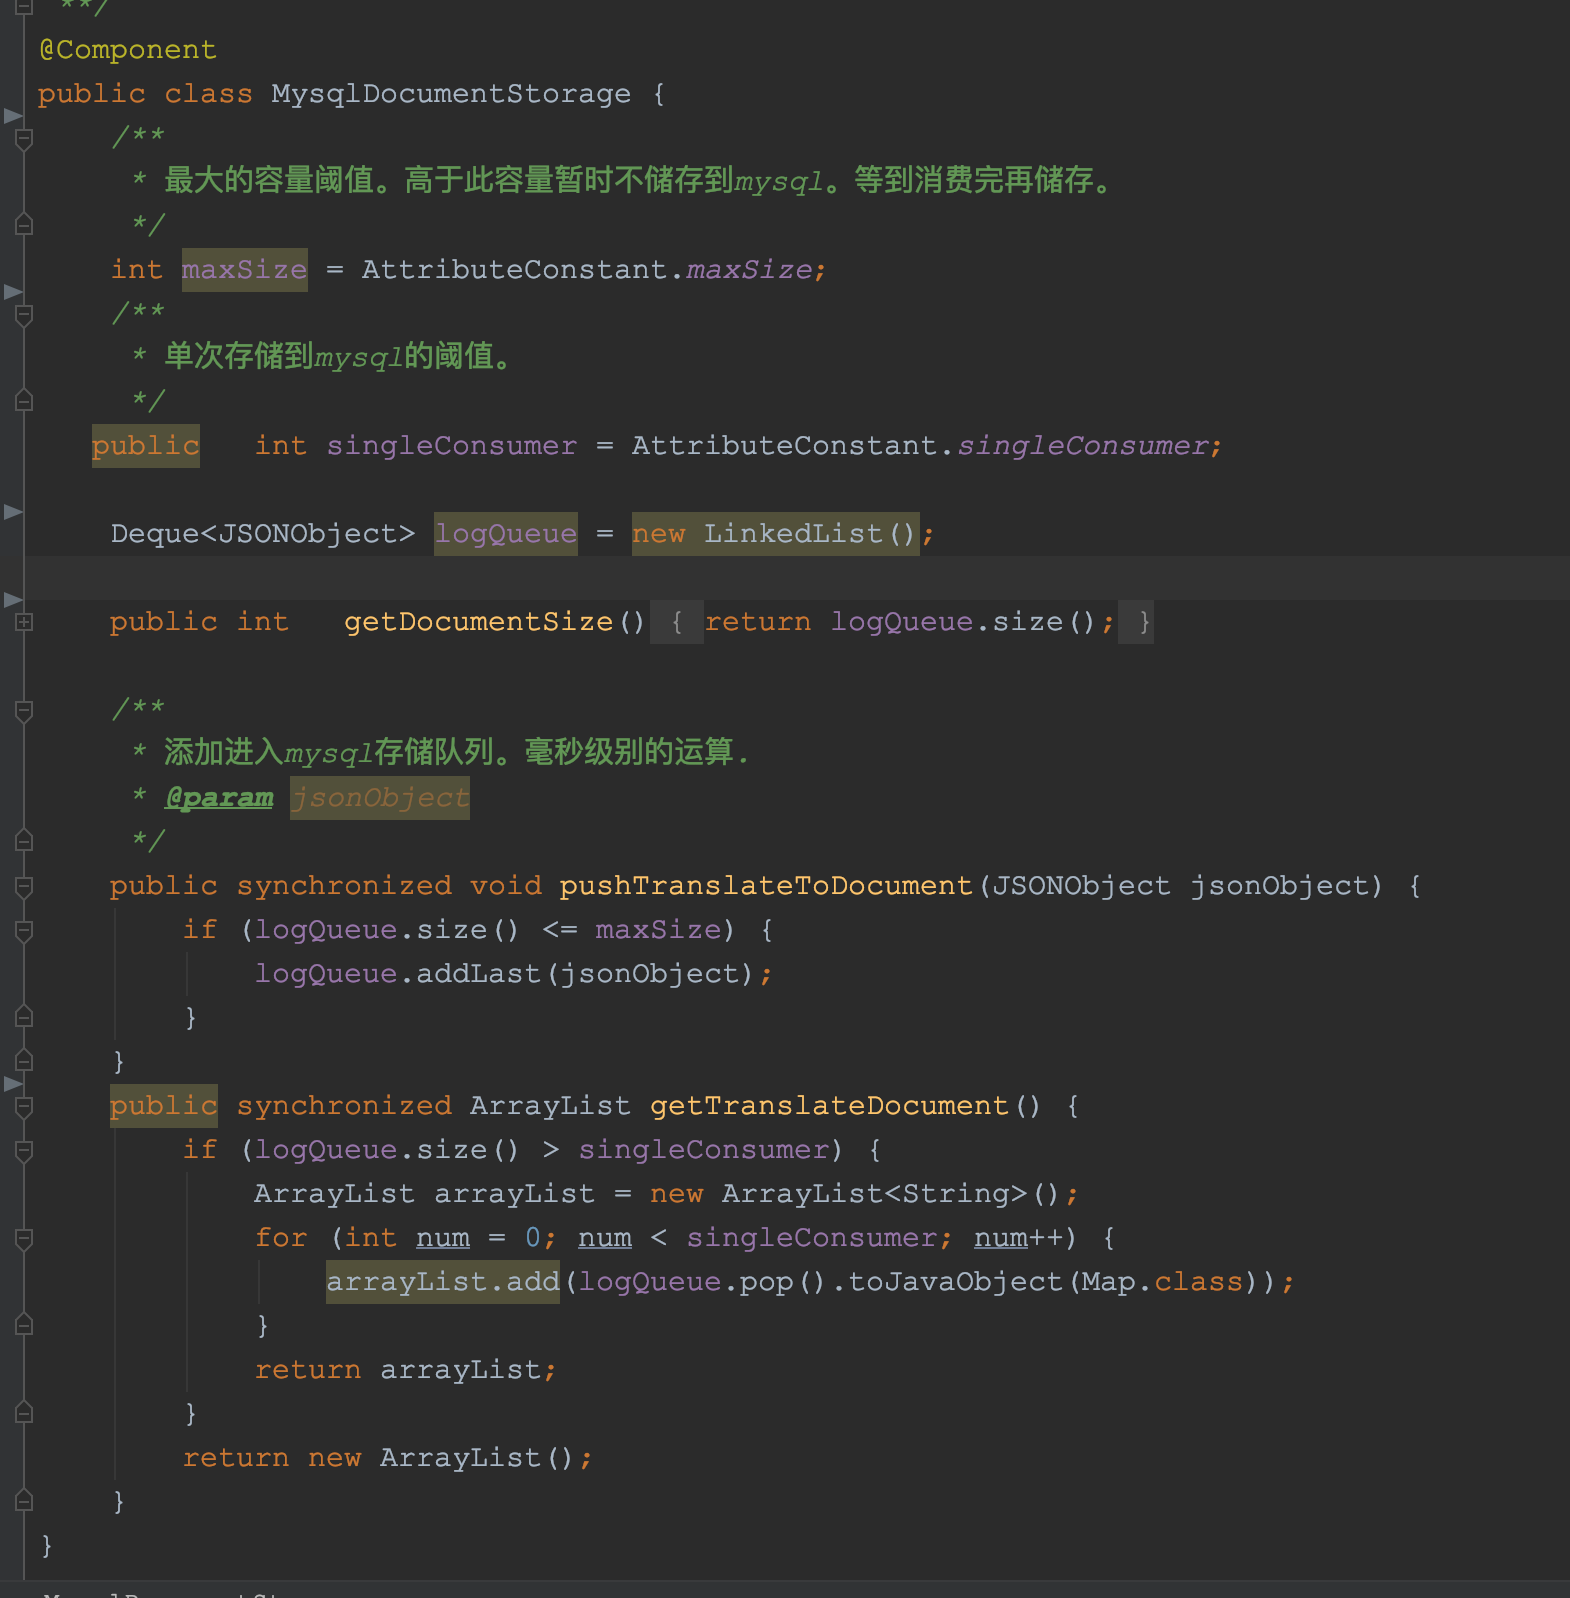 **/
@Component
public class MysqlDocumentStorage {
/**
* 最大的容量阈值。高于此容量暂时不储存到mysql。等到消费完再储存。
*/
int maxSize = AttributeConstant.maxSize;
/**
* 单次存储到mysql的阈值。
*/
public   int singleConsumer = AttributeConstant.singleConsumer;
Deque<JSONObject> logQueue = new LinkedList();
public int   getDocumentSize() { return logQueue.size(); }
/**
* 添加进入mysql存储队列。毫秒级别的运算.
* @param jsonObject
*/
public synchronized void pushTranslateToDocument(JSONObject jsonObject) {
if (logQueue.size() <= maxSize) {
logQueue.addLast(jsonObject);
}
}
public synchronized ArrayList getTranslateDocument() {
if (logQueue.size() > singleConsumer) {
ArrayList arrayList = new ArrayList<String>();
for (int num = 0; num < singleConsumer; num++) {
arrayList.add(logQueue.pop().toJavaObject(Map.class));
}
return arrayList;
}
return new ArrayList();
}
}